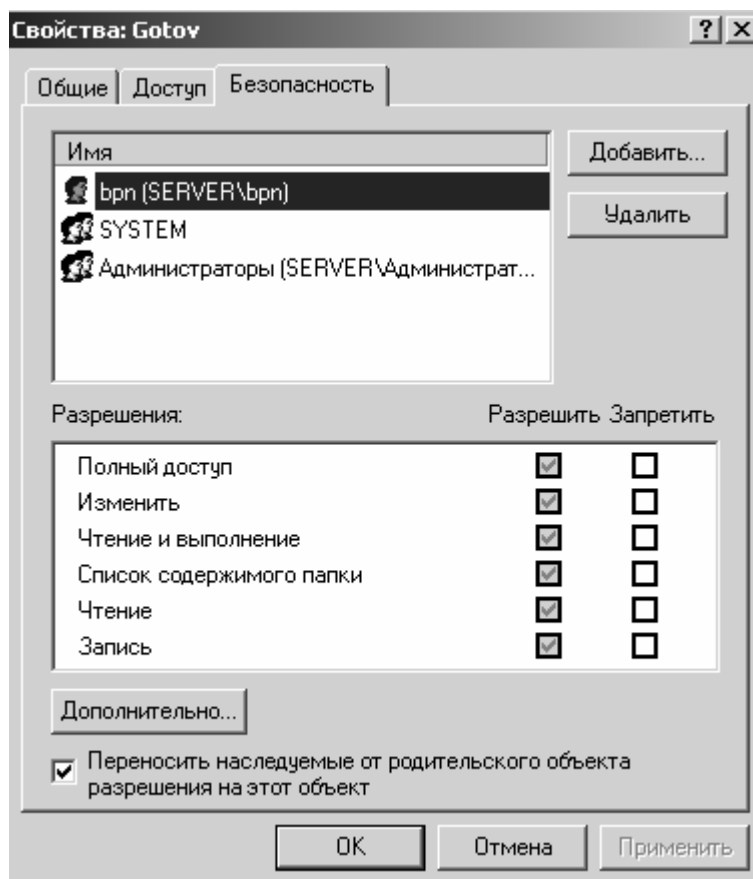 Свойства: Gotov
Общие Доступ Безопасность
Имя Добавить...
bpn (SERVER\bpn)
Удалить
SYSTEM
Администраторы (SERVER\Администрат...
Разрешения: Разрешить Запретить
Полный доступ
Изменить
Чтение и выполнение
Список содержимого папки
Чтение
Запись
Дополнительно...
Переносить наследуемые от родительского объекта
разрешения на этот объект
OK Отмена Применить